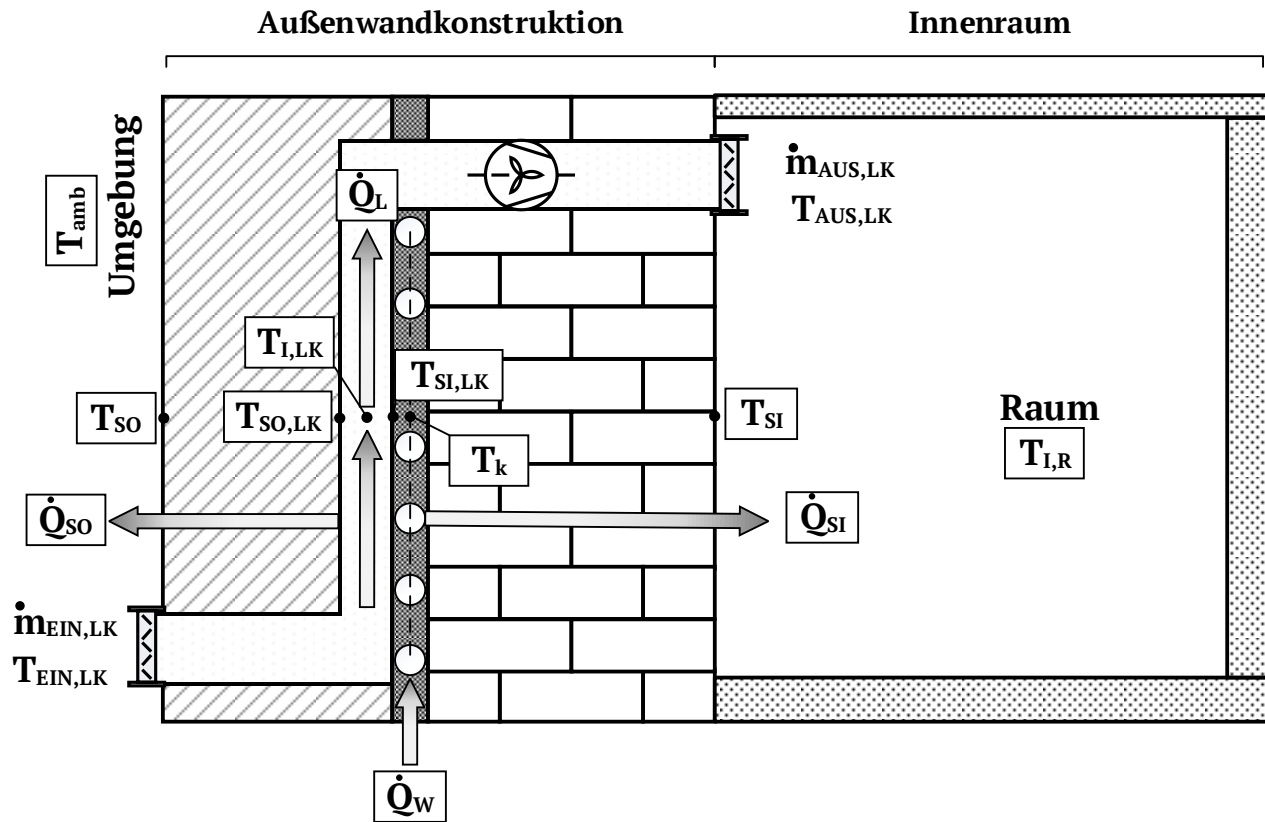 Außenwandkonstruktion
Innenraum
Umgebung
Tamb
Q̇L
ṁAUS,LK
TAUS,LK
TI,LK
TSI,LK
TSO
TSO,LK
TSI
Tk
Raum
TI,R
Q̇SO
Q̇SI
ṁEIN,LK
TEIN,LK
Q̇W